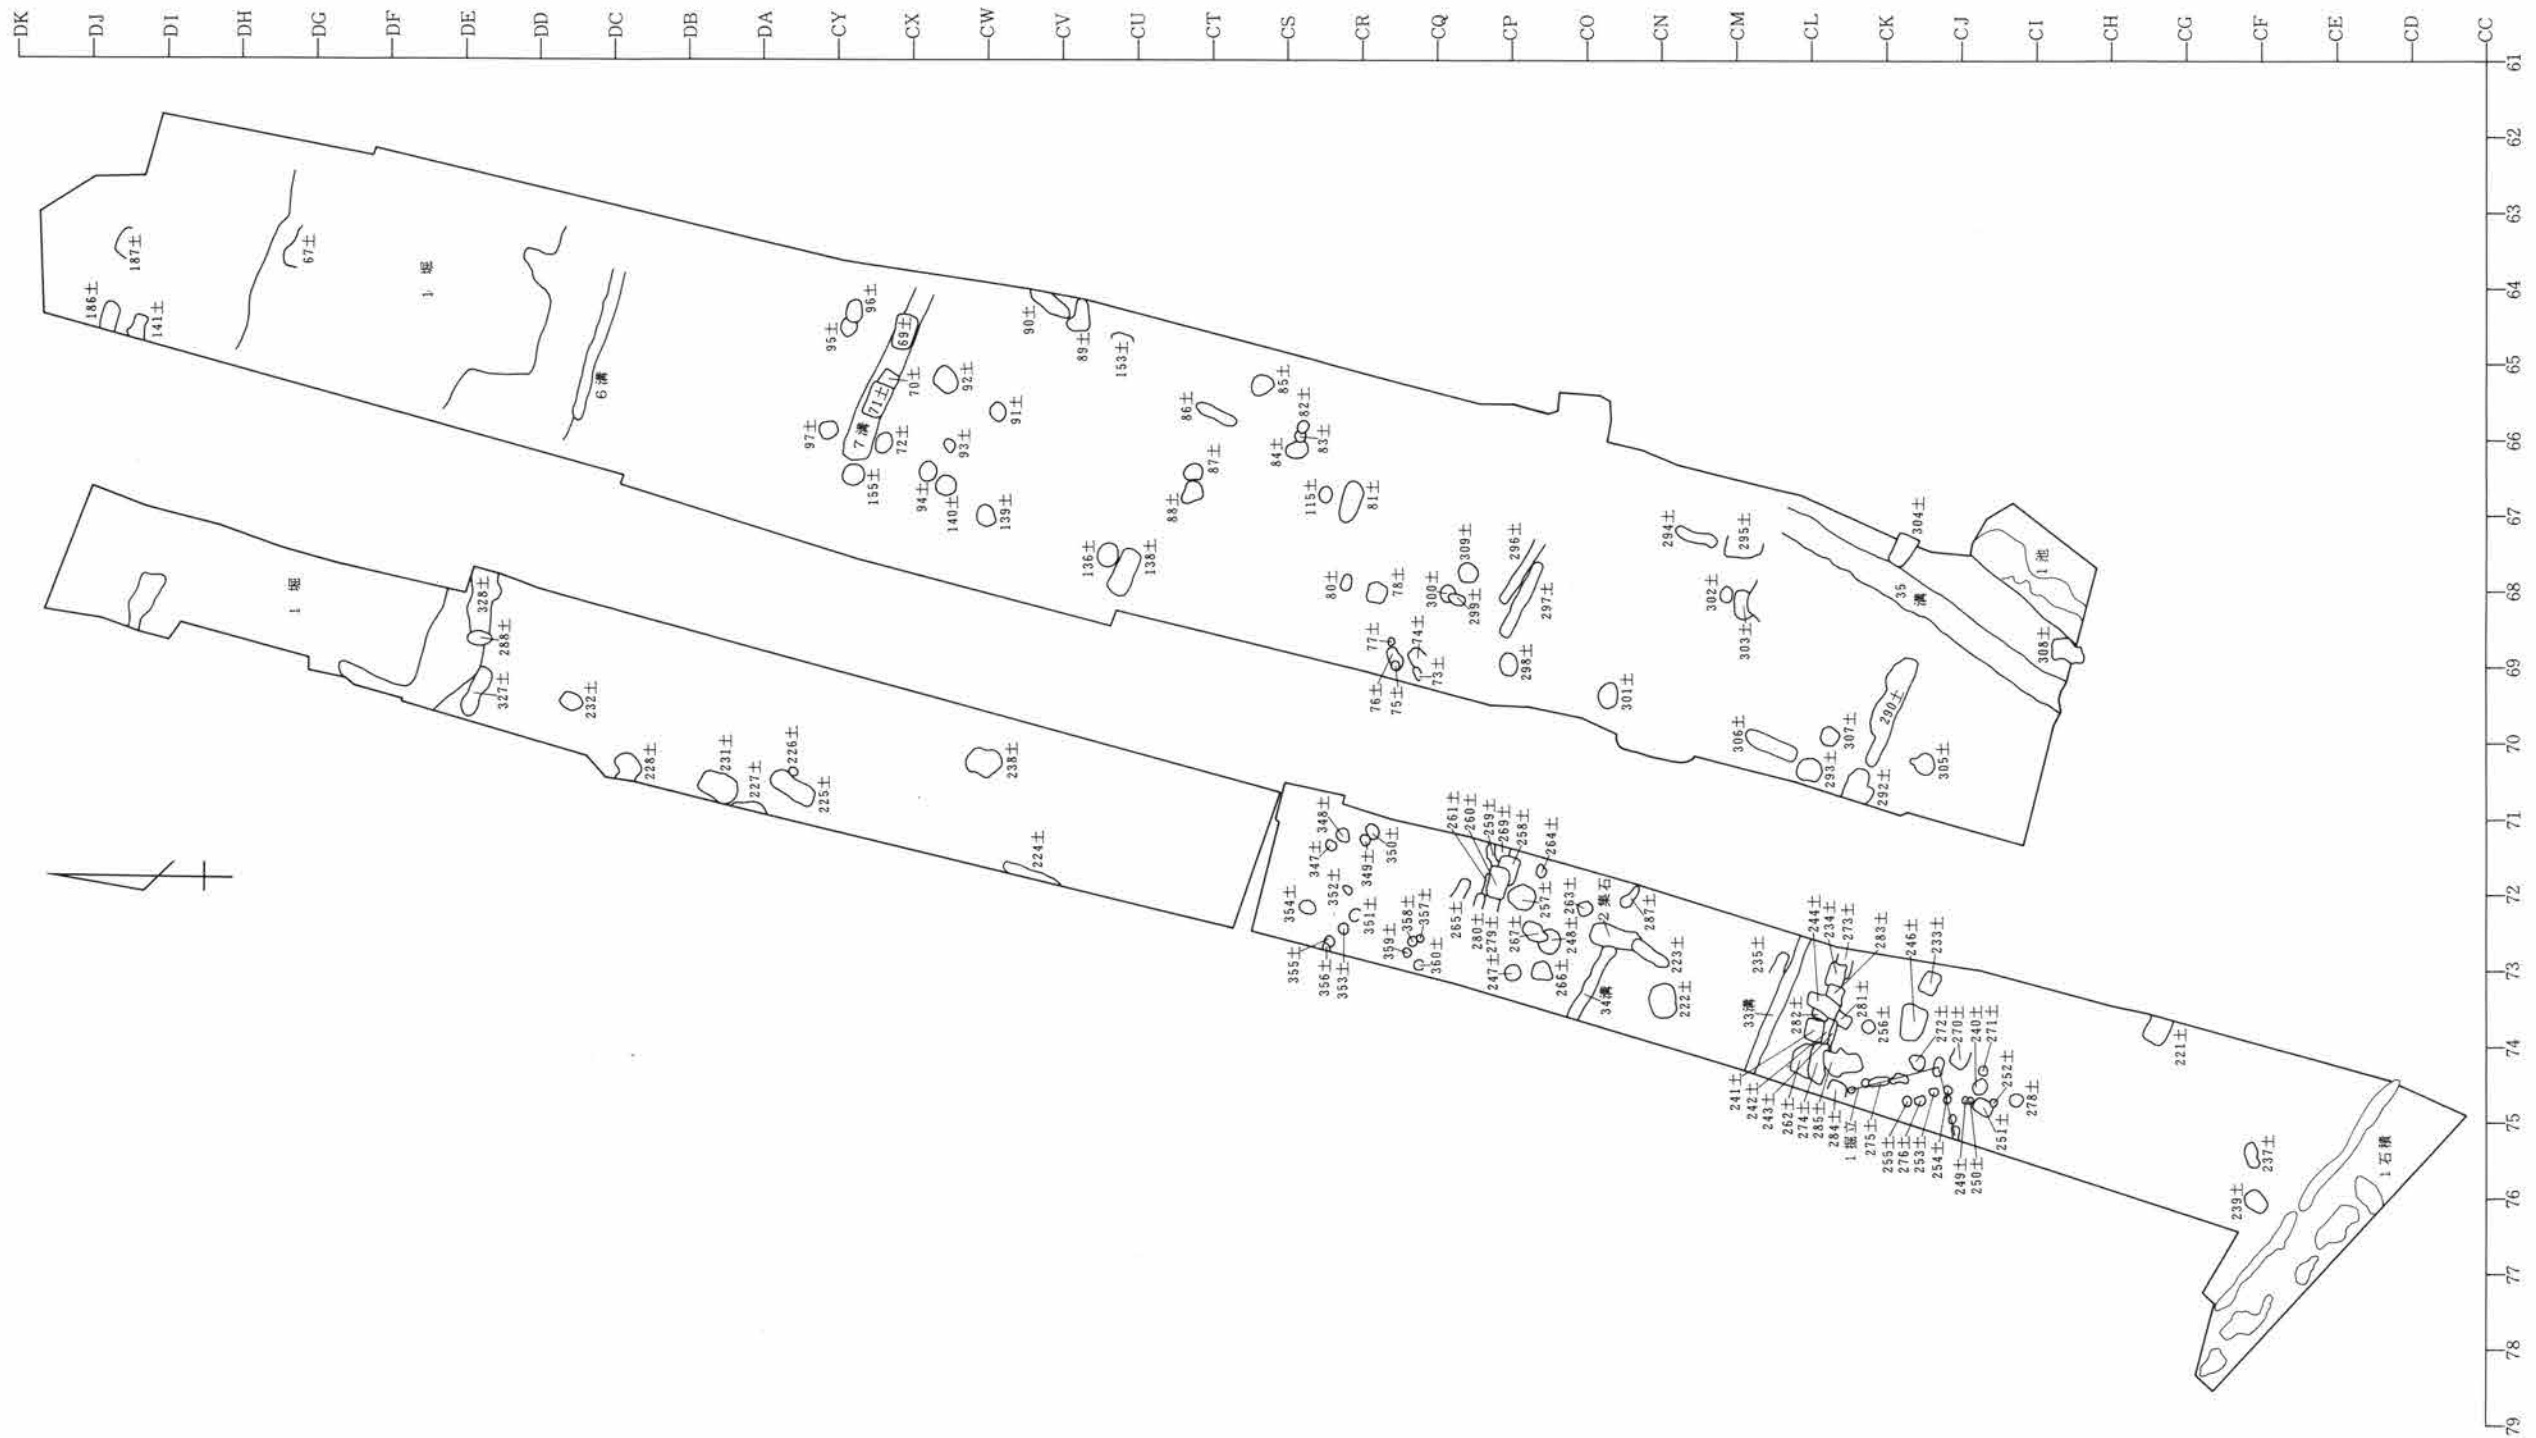 DK
DJ
DI
DH
DG
DF
DE
DD
DC
DB
DA
CY
CX
CW
CV
CU
CT
CS
CR
CQ
CP
CO
CN
CM
CL
CK
CJ
CI
CH
CG
CF
CE
CD
CC
61
62
63
64
65
66
67
68
69
70
71
72
73
74
75
76
77
78
79
187土
186土
141土
67土
1 堀
6溝
95土
96土
69土
70土
71土
7溝
97土
72土
155土
92土
91土
93土
94土
140土
139土
90土
89土
153土
86土
87土
88土
85土
82土
83土
84土
115土
81土
136土
138土
80土
78土
77土
76土
75土
74土
73土
300土
299土
309土
296土
297土
298土
301土
294土
295土
302土
303土
304土
1池
35溝
308土
290土
306土
307土
293土
292土
305土
1 堀
328土
288土
327土
232土
228土
231土
227土
226土
225土
238土
224土
348土
347土
349土
350土
354土
352土
351土
355土
356土
353土
358土
357土
359土
360土
261土
260土
259土
269土
258土
264土
265土
280土
279土
257土
263土
267土
248土
247土
266土
2集石
287土
223土
34溝
222土
235土
33溝
244土
234土
273土
283土
246土
233土
282土
281土
256土
272土
270土
240土
271土
252土
278土
241土
242土
243土
262土
274土
285土
284土
1掘立
275土
255土
276土
253土
254土
249土
250土
251土
221土
237土
239土
1石積